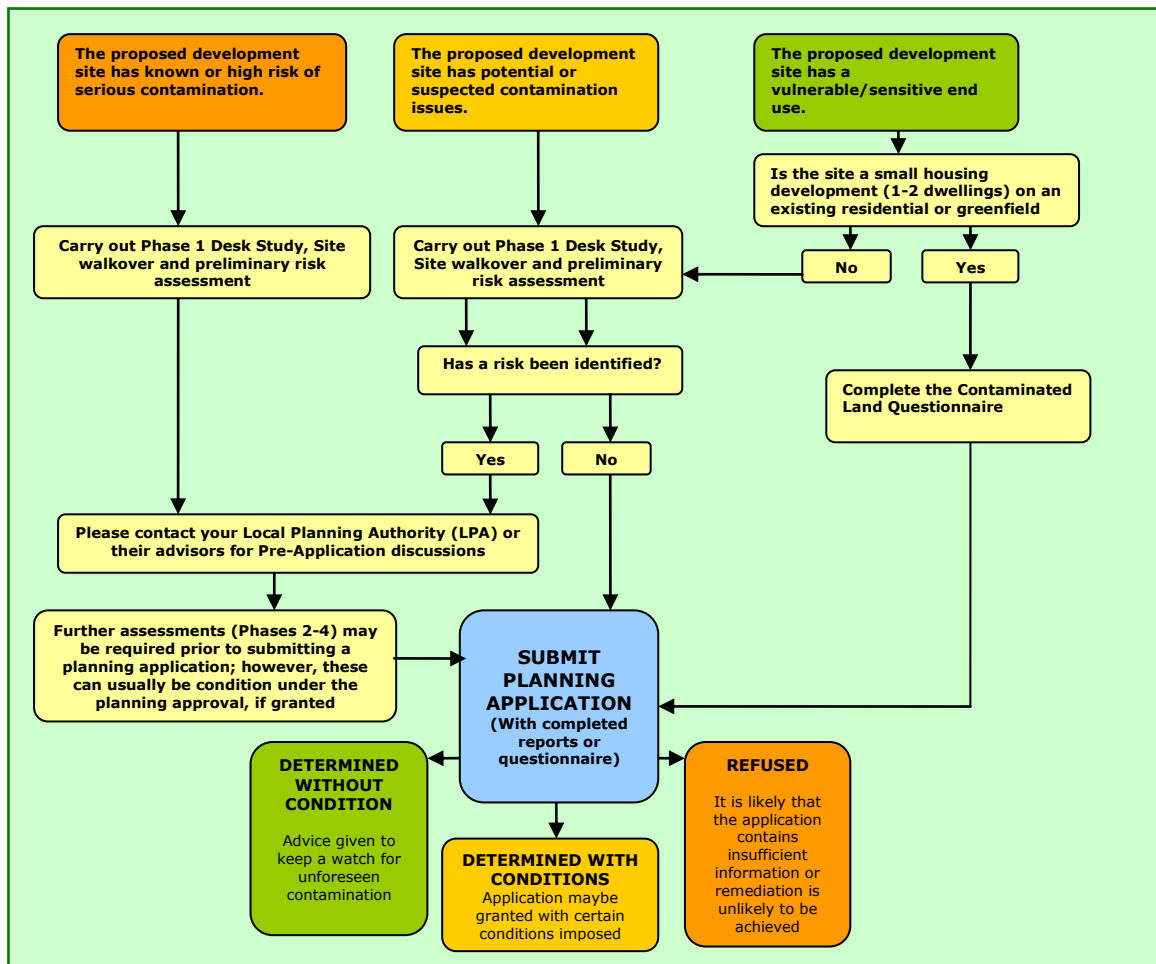 The proposed development
site has known or high risk of
serious contamination.
The proposed development
site has potential or
suspected contamination
issues.
The proposed development
site has a
vulnerable/sensitive end
use.
Is the site a small housing
development (1-2 dwellings) on an
existing residential or greenfield
Carry out Phase 1 Desk Study, Site
walkover and preliminary risk
assessment
Carry out Phase 1 Desk Study,
Site walkover and preliminary
risk assessment
No
Yes
Has a risk been identified?
Complete the Contaminated
Land Questionnaire
Yes
No
Please contact your Local Planning Authority (LPA) or
their advisors for Pre-Application discussions
Further assessments (Phases 2-4) may
be required prior to submitting a
planning application; however, these
can usually be condition under the
planning approval, if granted
SUBMIT
PLANNING
APPLICATION
(With completed
reports or
questionnaire)
DETERMINED
WITHOUT
CONDITION
Advice given to
keep a watch for
unforeseen
contamination
DETERMINED WITH
CONDITIONS
Application maybe
granted with certain
conditions imposed
REFUSED
It is likely that
the application
contains
insufficient
information or
remediation is
unlikely to be
achieved